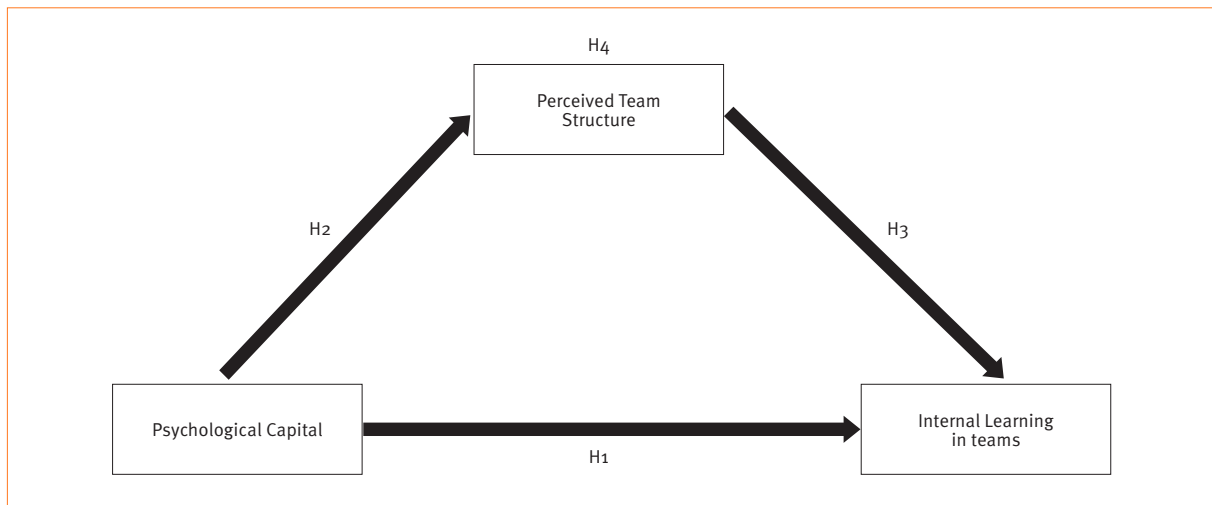 H4
Perceived Team
Structure
H2
H3
Psychological Capital
Internal Learning
in teams
H1